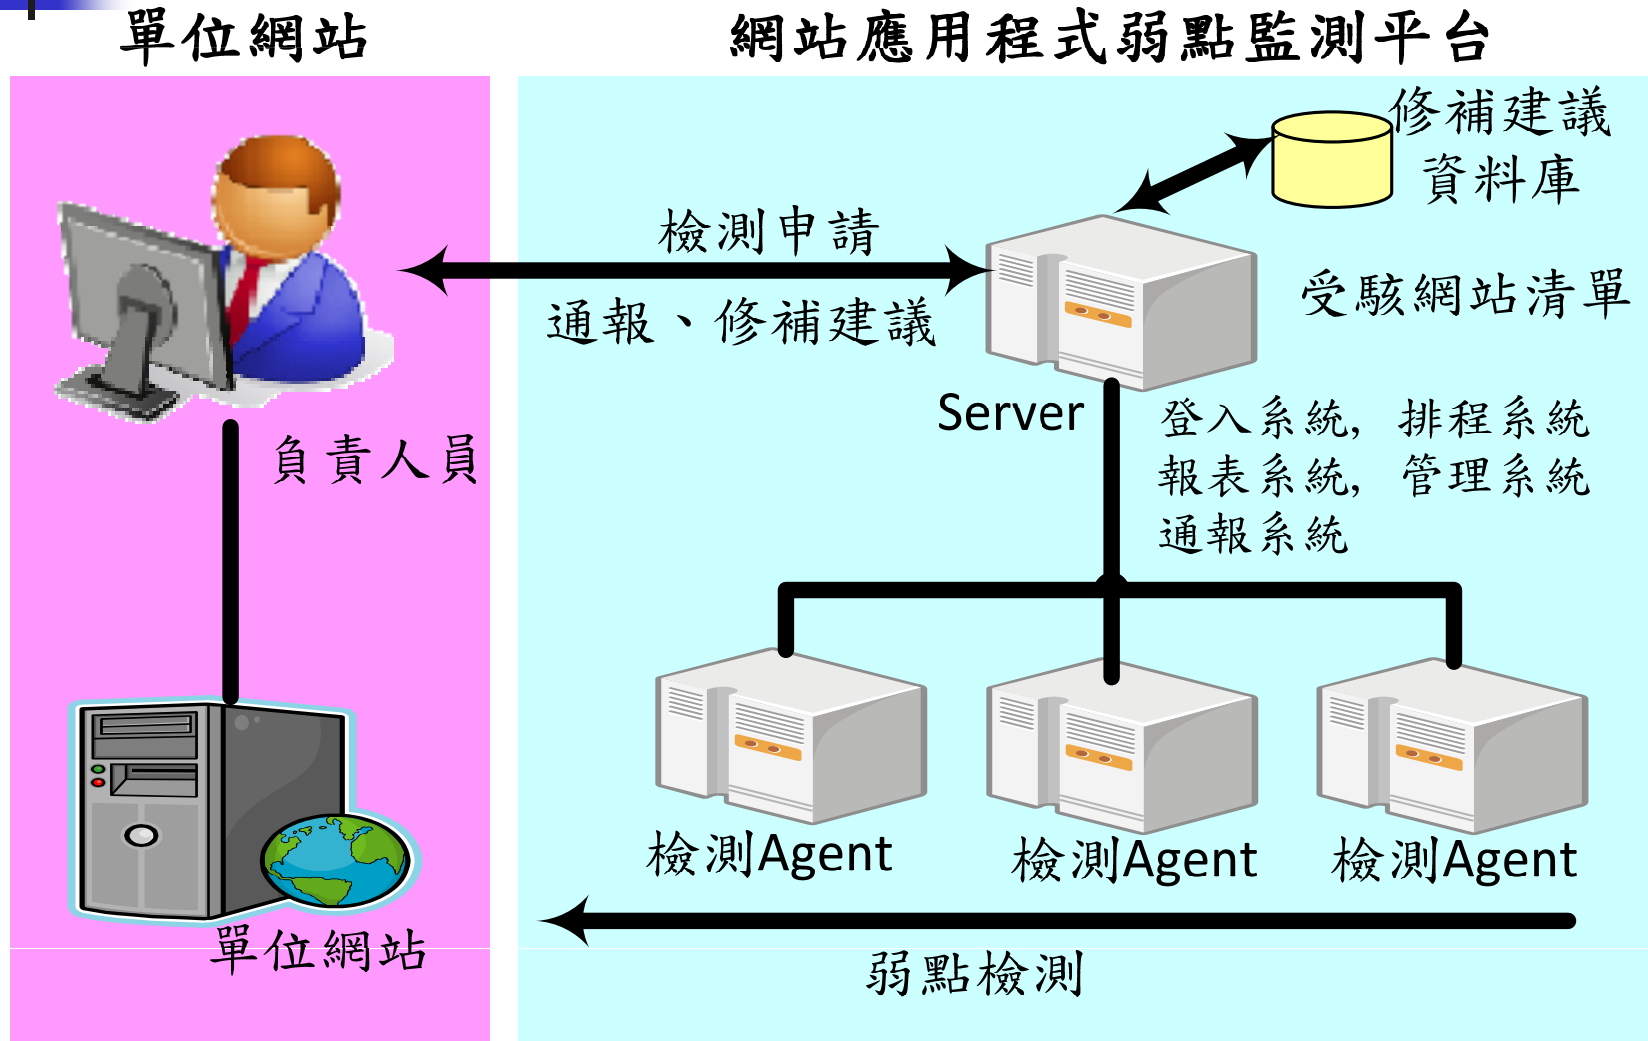 單位網站
網站應用程式弱點監測平台
修補建議
資料庫
檢測申請
通報、修補建議
受駭網站清單
Server
登入系統, 排程系統
報表系統, 管理系統
通報系統
負責人員
檢測Agent
檢測Agent
檢測Agent
單位網站
弱點檢測